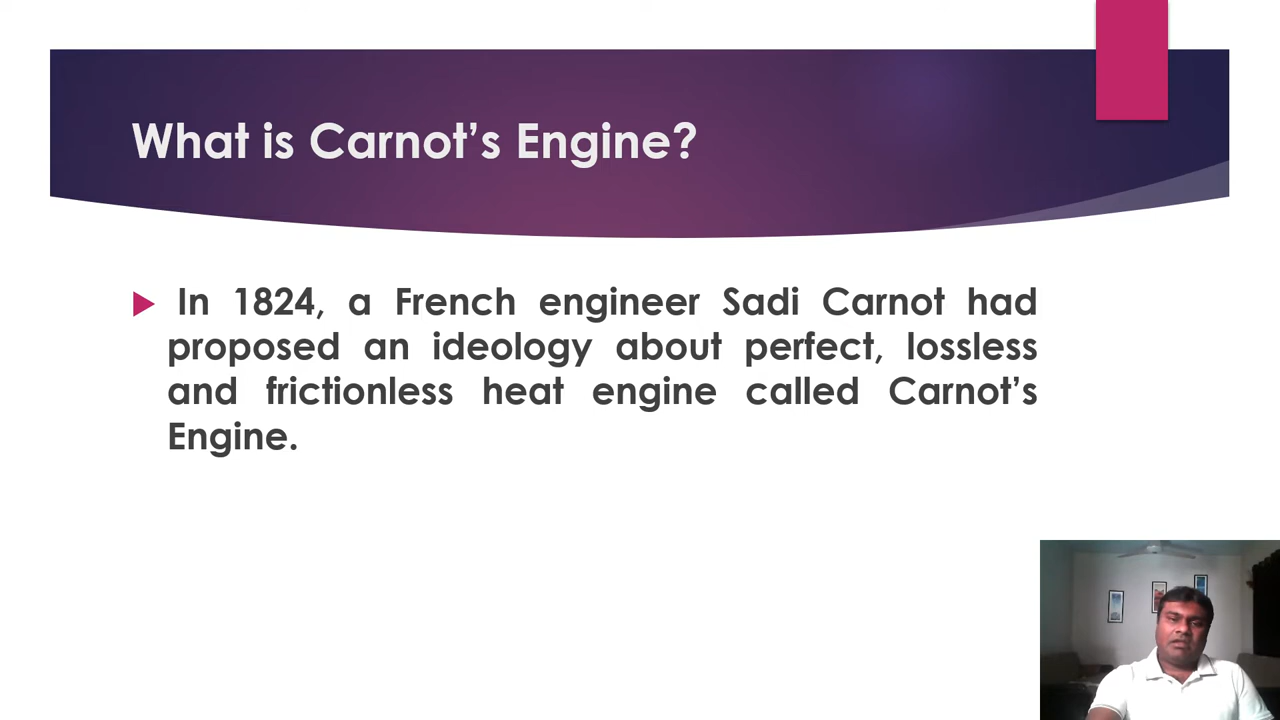 What is Carnot’s Engine?
In 1824, a French engineer Sadi Carnot had
proposed an ideology about perfect, lossless
and frictionless heat engine called Carnot’s
Engine.